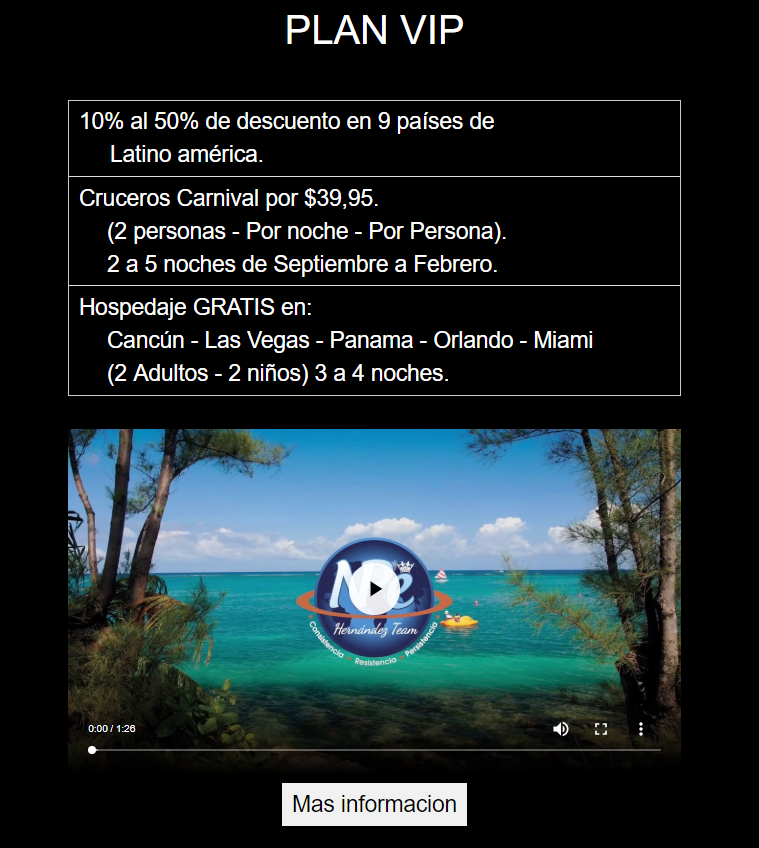 PLAN VIP
10% al 50% de descuento en 9 países de
Latino américa.
Cruceros Carnival por $39,95.
(2 personas - Por noche - Por Persona).
2 a 5 noches de Septiembre a Febrero.
Hospedaje GRATIS en:
Cancún - Las Vegas - Panama - Orlando - Miami
(2 Adultos - 2 niños) 3 a 4 noches.
Hernández Team
Consistencia Resistencia Persistencia
0:00 / 1:26
Mas informacion